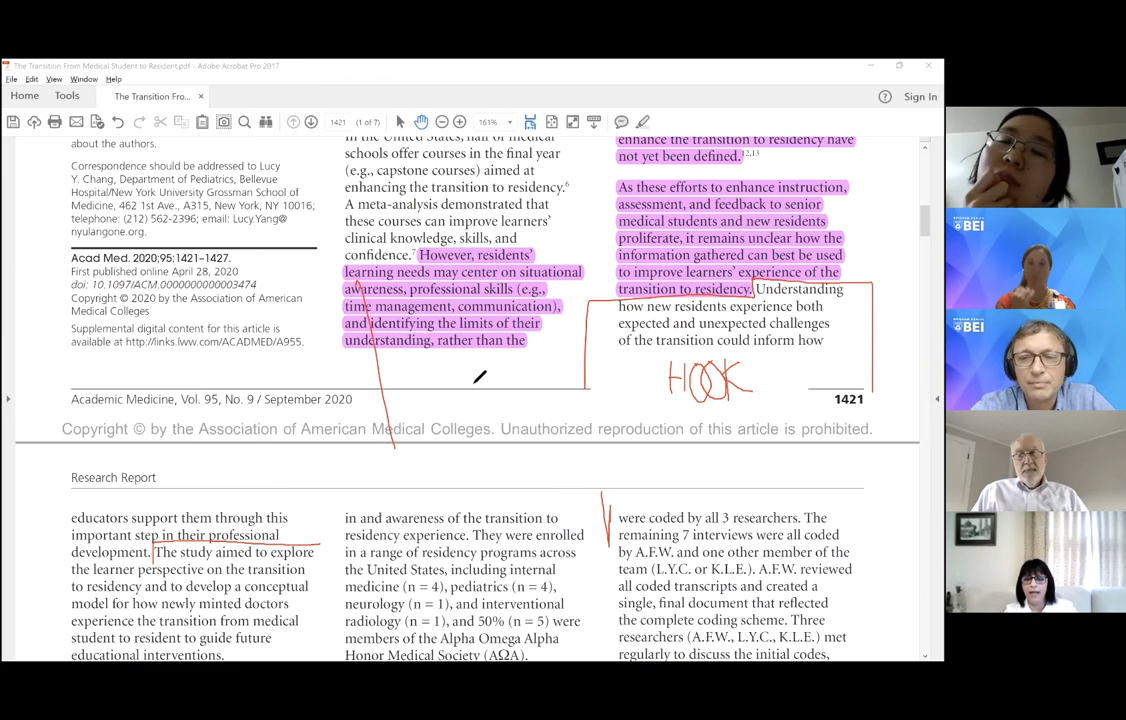 The Transition From Medical Student to Resident.pdf - Adobe Acrobat Pro 2017
File Edit View Window Help
Home Tools The Transition Fro... × Sign In
1421 (1 of 7) 161%
about the authors.
Correspondence should be addressed to Lucy
Y. Chang, Department of Pediatrics, Bellevue
Hospital/New York University Grossman School of
Medicine, 462 1st Ave., A315, New York, NY 10016;
telephone: (212) 562-2396; email: Lucy.Yang@
nyulangone.org.
Acad Med. 2020;95:1421–1427.
First published online April 28, 2020
doi: 10.1097/ACM.0000000000003474
Copyright © 2020 by the Association of American
Medical Colleges
Supplemental digital content for this article is
available at http://links.lww.com/ACADMED/A955.
In the United States, half of medical
schools offer courses in the final year
(e.g., capstone courses) aimed at
enhancing the transition to residency.6
A meta-analysis demonstrated that
these courses can improve learners'
clinical knowledge, skills, and
confidence.7 However, residents'
learning needs may center on situational
awareness, professional skills (e.g.,
time management, communication),
and identifying the limits of their
understanding, rather than the
enhance the transition to residency have
not yet been defined.12,13
As these efforts to enhance instruction,
assessment, and feedback to senior
medical students and new residents
proliferate, it remains unclear how the
information gathered can best be used
to improve learners' experience of the
transition to residency. Understanding
how new residents experience both
expected and unexpected challenges
of the transition could inform how
HOOK
Academic Medicine, Vol. 95, No. 9 / September 2020
1421
Copyright © by the Association of American Medical Colleges. Unauthorized reproduction of this article is prohibited.
Research Report
educators support them through this
important step in their professional
development. The study aimed to explore
the learner perspective on the transition
to residency and to develop a conceptual
model for how newly minted doctors
experience the transition from medical
student to resident to guide future
educational interventions.
in and awareness of the transition to
residency experience. They were enrolled
in a range of residency programs across
the United States, including internal
medicine (n = 4), pediatrics (n = 4),
neurology (n = 1), and interventional
radiology (n = 1), and 50% (n = 5) were
members of the Alpha Omega Alpha
Honor Medical Society (AΩA).
were coded by all 3 researchers. The
remaining 7 interviews were all coded
by A.F.W. and one other member of the
team (L.Y.C. or K.L.E.). A.F.W. reviewed
all coded transcripts and created a
single, final document that reflected
the complete coding scheme. Three
researchers (A.F.W., L.Y.C., K.L.E.) met
regularly to discuss the initial codes,
BEI
BEI